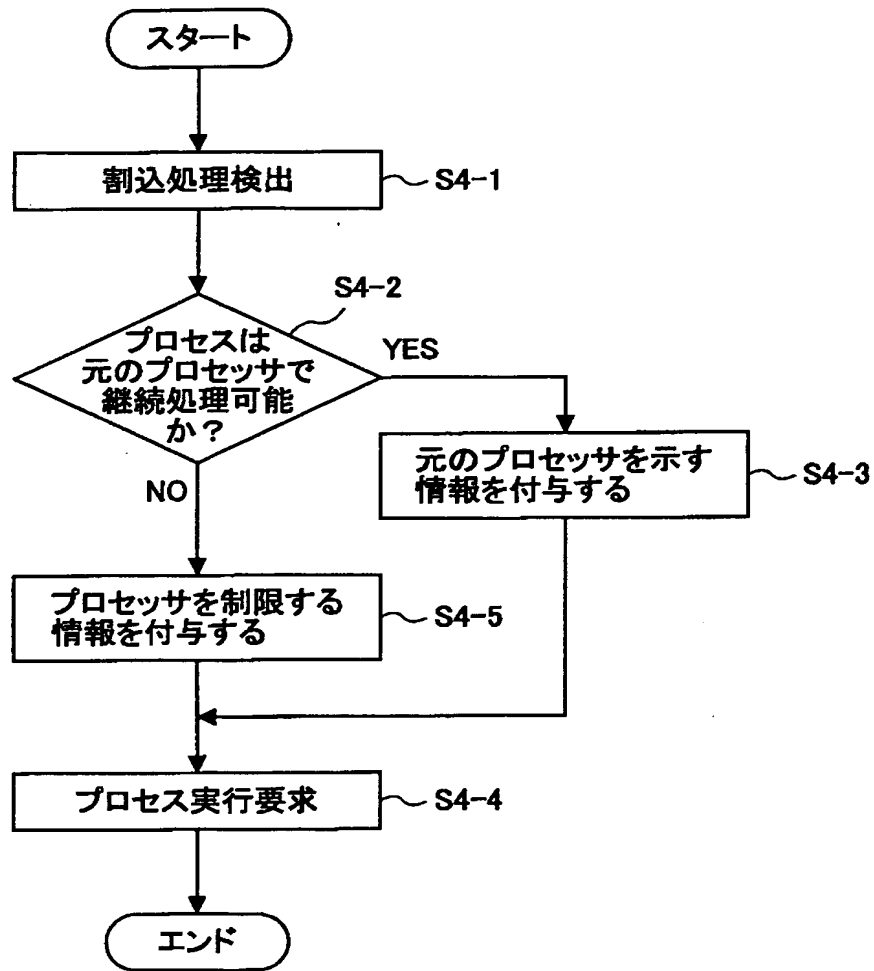 スタート
割込処理検出
S4-1
S4-2
プロセスは
元のプロセッサで
継続処理可能
か？
YES
元のプロセッサを示す
情報を付与する
S4-3
NO
プロセッサを制限する
情報を付与する
S4-5
プロセス実行要求
S4-4
エンド